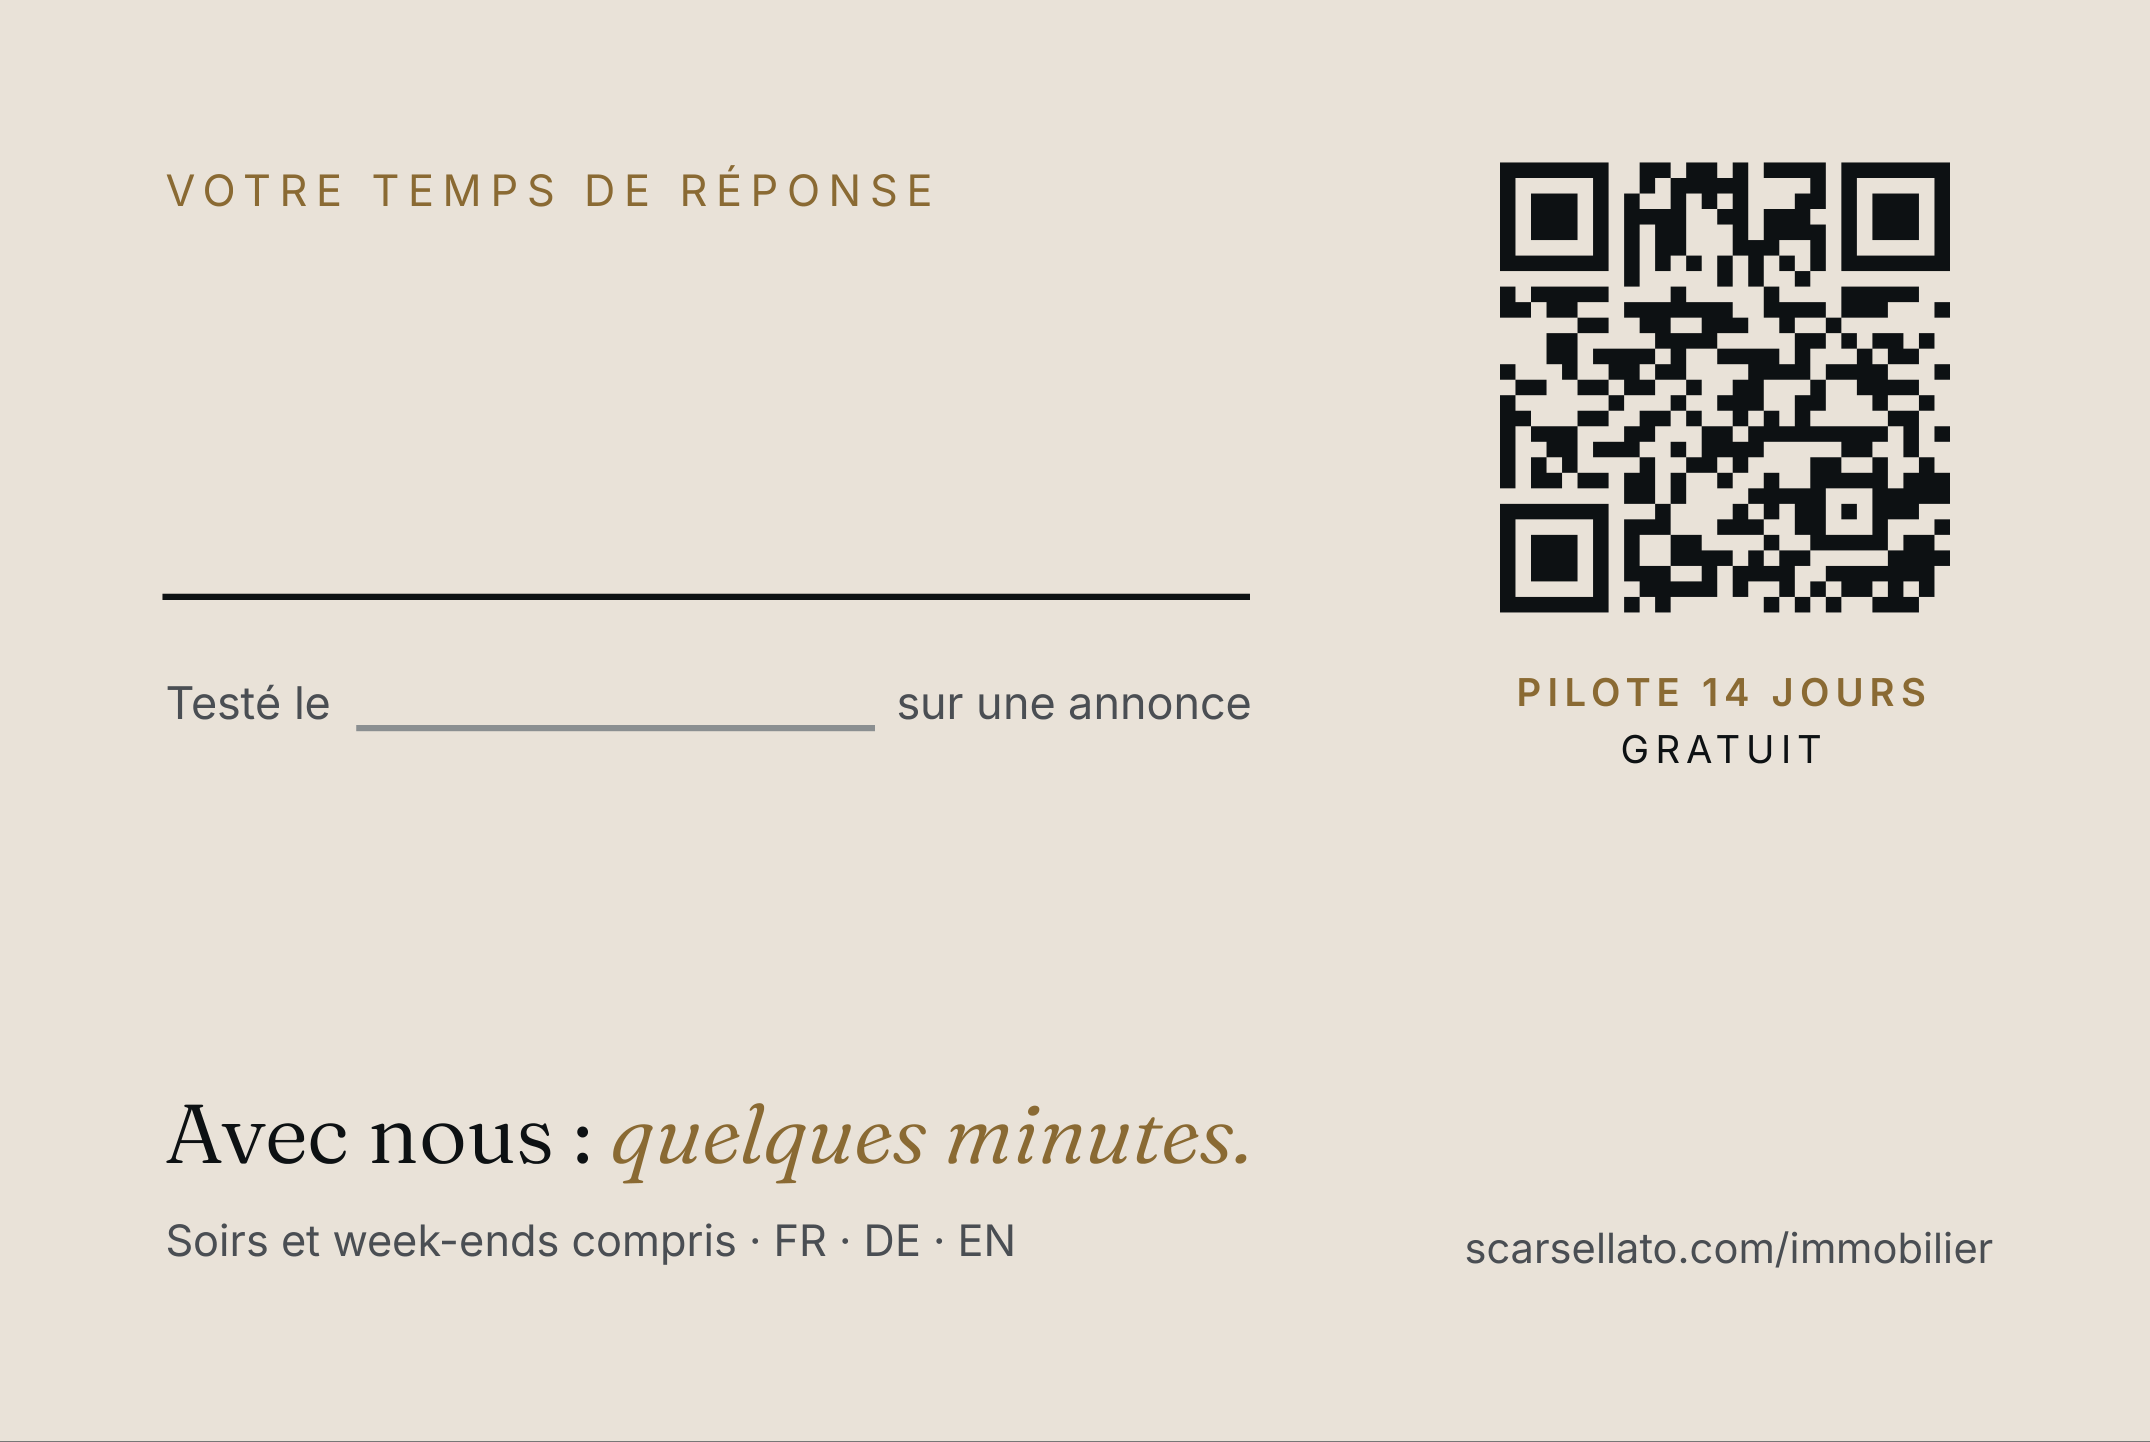 VOTRE TEMPS DE RÉPONSE
Testé le sur une annonce
PILOTE 14 JOURS
GRATUIT
Avec nous : quelques minutes.
Soirs et week-ends compris · FR · DE · EN
scarsellato.com/immobilier